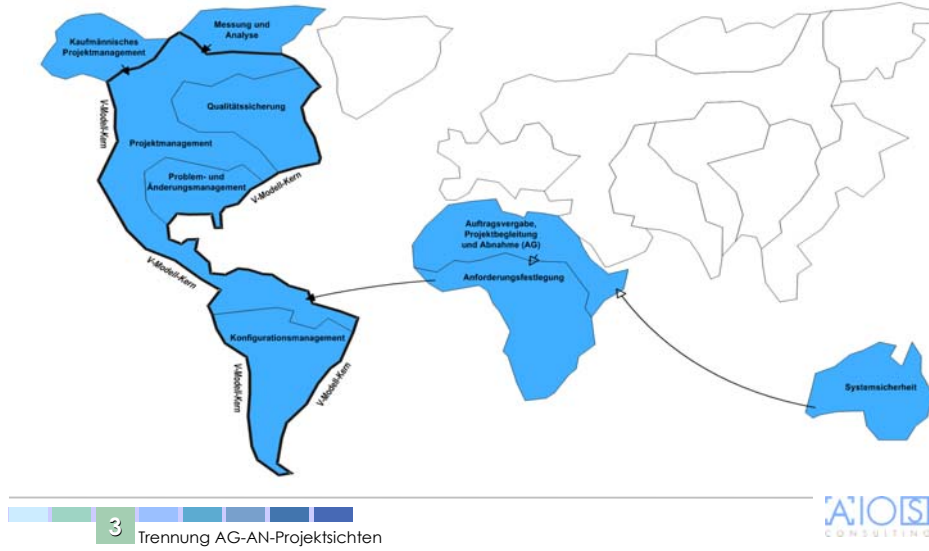 Messung und
Analyse
Kaufmännisches
Projektmanagement
V-Modell-Kern
Qualitätssicherung
Projektmanagement
Problem- und
Änderungsmanagement
V-Modell-Kern
V-Modell-Kern
Auftragsvergabe,
Projektbegleitung
und Abnahme (AG)
Anforderungsfestlegung
Konfigurationsmanagement
V-Modell-Kern
V-Modell-Kern
Systemsicherheit
3
Trennung AG-AN-Projektsichten
AOS
CONSULTING